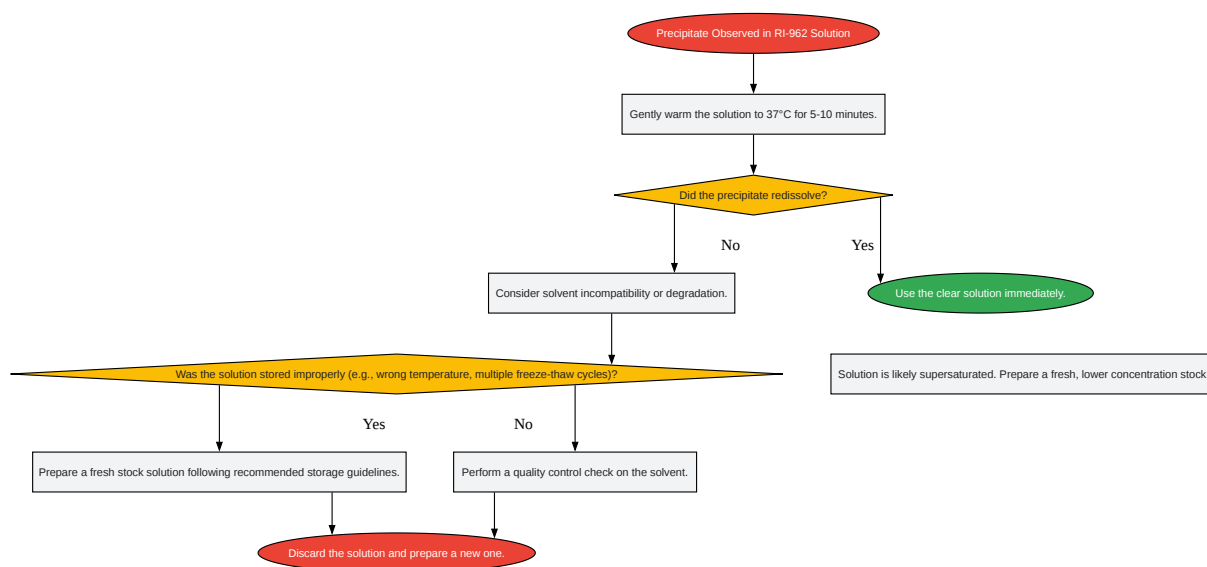 Precipitate Observed in RI-962 Solution
Gently warm the solution to 37°C for 5-10 minutes.
Did the precipitate redissolve?
No
Yes
Consider solvent incompatibility or degradation.
Use the clear solution immediately.
Was the solution stored improperly (e.g., wrong temperature, multiple freeze-thaw cycles)?
Solution is likely supersaturated. Prepare a fresh, lower concentration stock
Yes
No
Prepare a fresh stock solution following recommended storage guidelines.
Perform a quality control check on the solvent.
Discard the solution and prepare a new one.